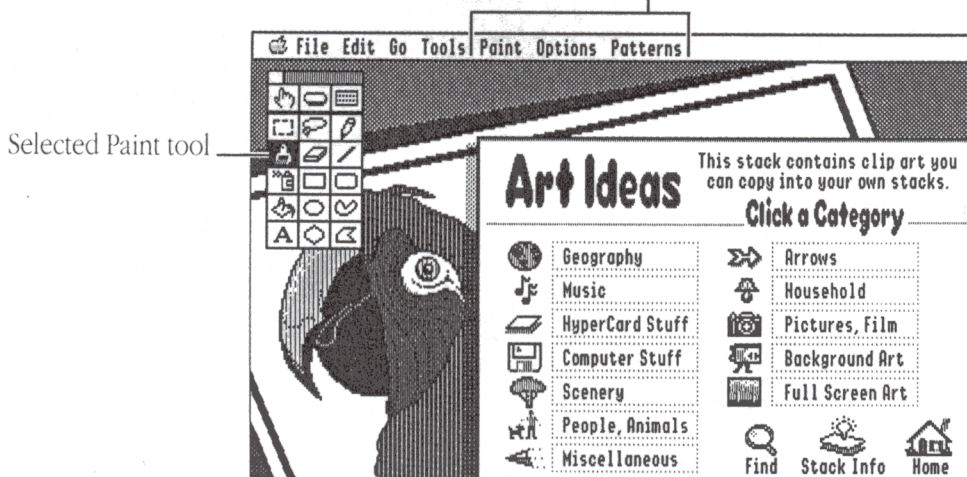 File Edit Go Tools Paint Options Patterns
Selected Paint tool
A
Art Ideas
This stack contains clip art you
can copy into your own stacks.
Click a Category
Geography
Music
HyperCard Stuff
Computer Stuff
Scenery
People, Animals
Miscellaneous
Arrows
Household
Pictures, Film
Background Art
Full Screen Art
Find Stack Info Home